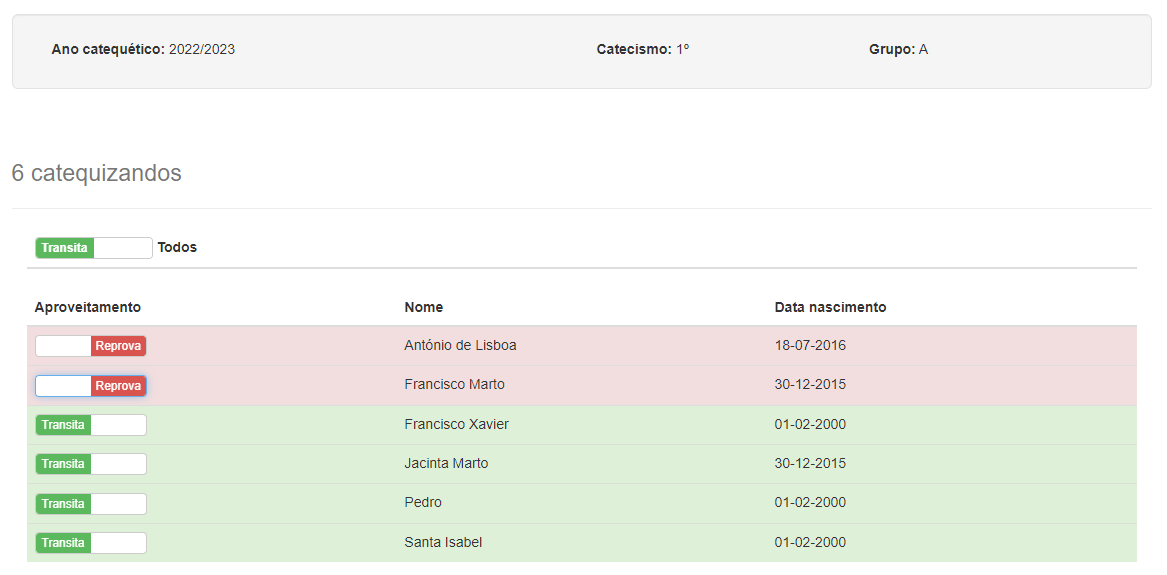 Ano catequético: 2022/2023 Catecismo: 1º Grupo: A
6 catequizandos
Transita Todos
Aproveitamento Nome Data nascimento
Reprova António de Lisboa 18-07-2016
Reprova Francisco Marto 30-12-2015
Transita Francisco Xavier 01-02-2000
Transita Jacinta Marto 30-12-2015
Transita Pedro 01-02-2000
Transita Santa Isabel 01-02-2000